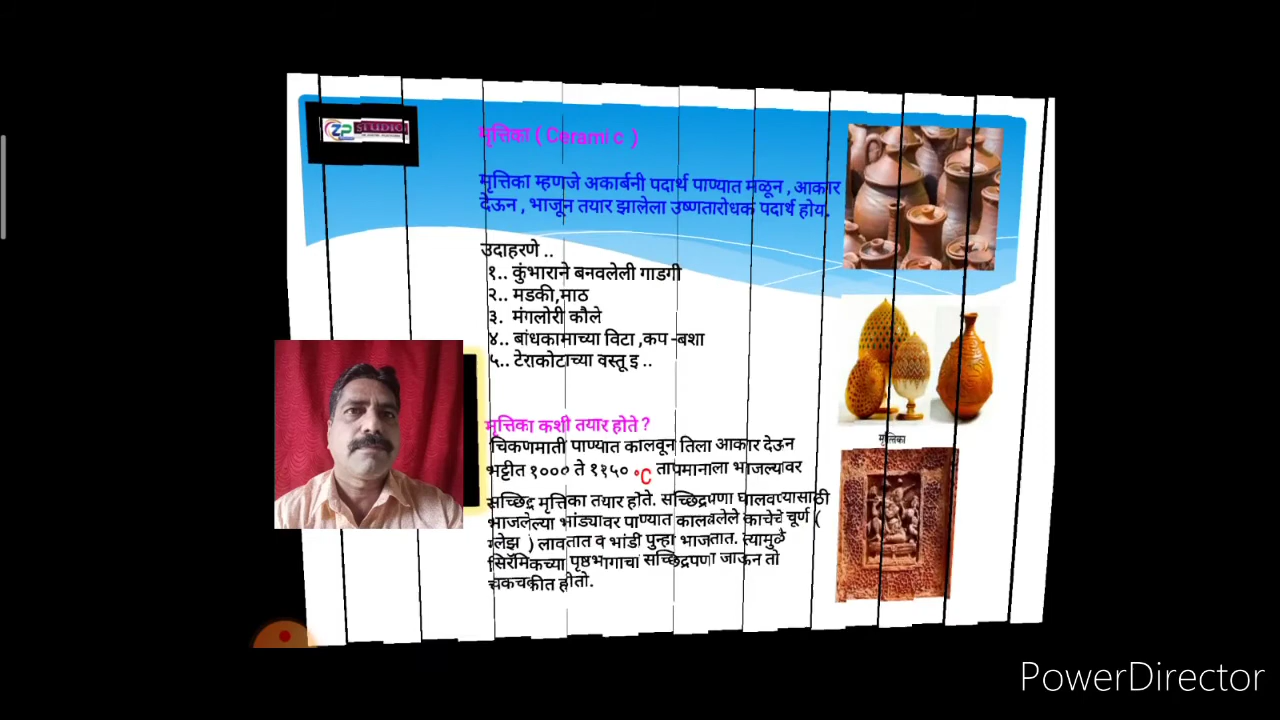 ZP STUDIO
मृत्तिका ( Ceramic )
मृत्तिका म्हणजे अकार्बनी पदार्थ पाण्यात मळून , आकार
देऊन , भाजून तयार झालेला उष्णतारोधक पदार्थ होय.
उदाहरणे ..
१.. कुंभाराने बनवलेली गाडगी
२.. मडकी,माठ
३. मंगलोरी कौले
४.. बांधकामाच्या विटा ,कप -बशा
५.. टेराकोटाच्या वस्तू इ ..
मृत्तिका कशी तयार होते ?
चिकणमाती पाण्यात कालवून तिला आकार देऊन
भट्टीत १००० ते ११५० °C तापमानाला भाजल्यावर
सच्छिद्र मृत्तिका तयार होते. सच्छिद्रपणा घालवण्यासाठी
भाजलेल्या भांड्यावर पाण्यात कालवलेले काचेचे चूर्ण (
ग्लेझ ) लावतात व भांडी पुन्हा भाजतात. त्यामुळे
सिरॅमिकच्या पृष्ठभागाचा सच्छिद्रपणा जाऊन तो
चकचकीत होतो.
मृत्तिका
PowerDirector